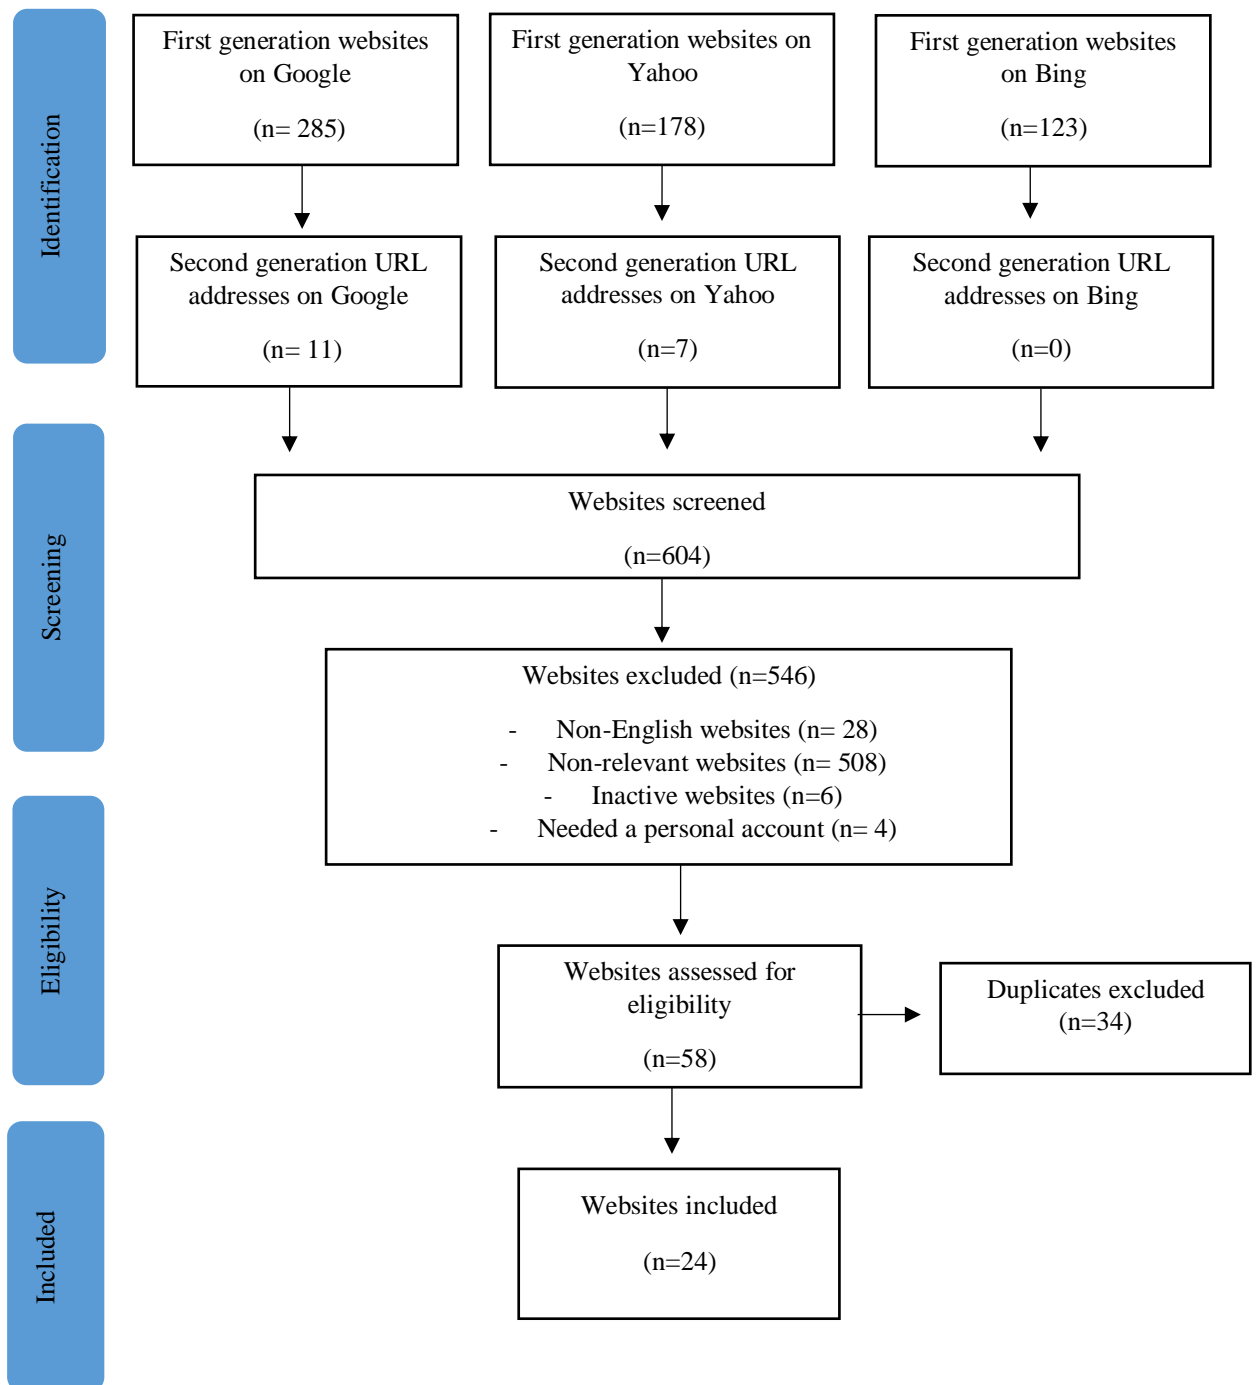 Identification
First generation websites
on Google
(n= 285)
First generation websites on
Yahoo
(n=178)
First generation websites
on Bing
(n=123)
Second generation URL
addresses on Google
(n= 11)
Second generation URL
addresses on Yahoo
(n=7)
Second generation URL
addresses on Bing
(n=0)
Screening
Websites screened
(n=604)
Websites excluded (n=546)
- Non-English websites (n= 28)
- Non-relevant websites (n= 508)
- Inactive websites (n=6)
- Needed a personal account (n= 4)
Eligibility
Websites assessed for
eligibility
(n=58)
Duplicates excluded
(n=34)
Included
Websites included
(n=24)